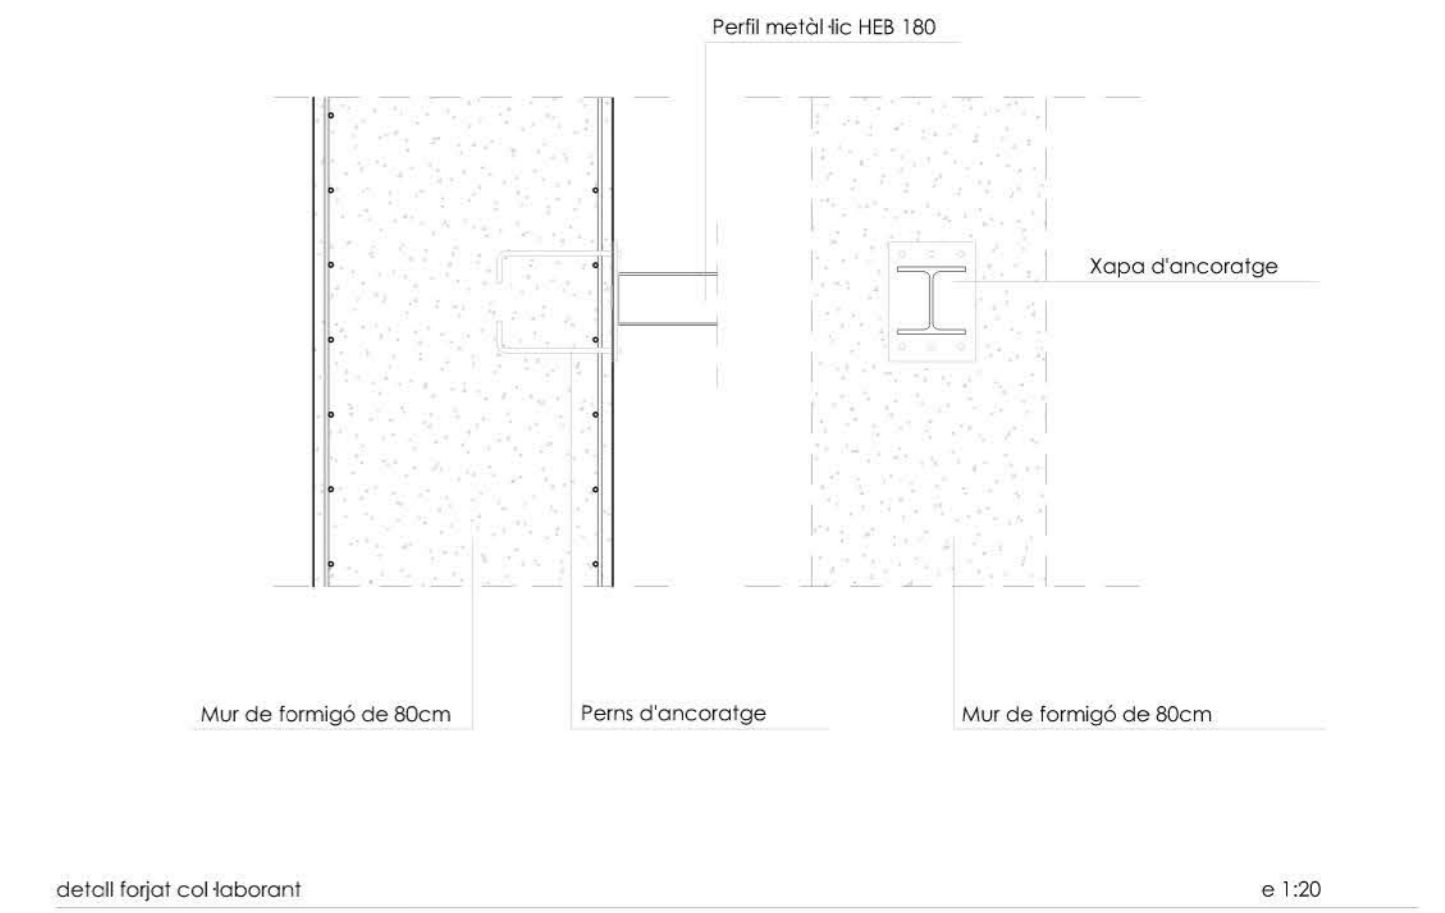 Perfil metàl·lic HEB 180
Xapa d'ancoratge
Mur de formigó de 80cm
Perns d'ancoratge
Mur de formigó de 80cm
detall forjat col·laborant
e 1:20